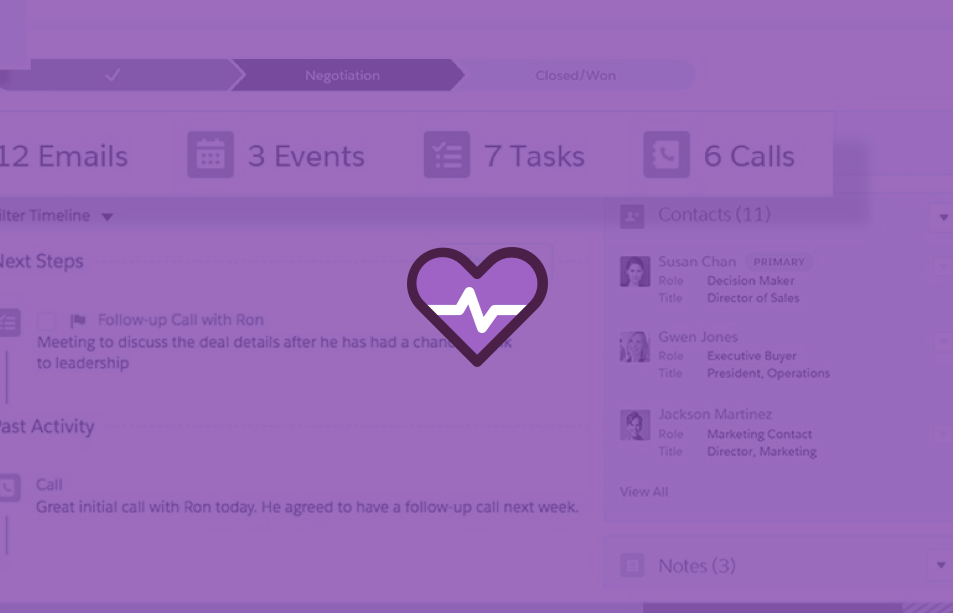 Negotiation
Closed/Won
12 Emails
3 Events
7 Tasks
6 Calls
ilter Timeline
Contacts (11)
Next Steps
Susan Chan PRIMARY
Role Decision Maker
Title Director of Sales
Follow-up Call with Ron
Meeting to discuss the deal details after he has had a chan
to leadership
Gwen Jones
Role Executive Buyer
Title President, Operations
Past Activity
Jackson Martinez
Role Marketing Contact
Title Director, Marketing
Call
Great initial call with Ron today. He agreed to have a follow-up call next week.
View All
Notes (3)